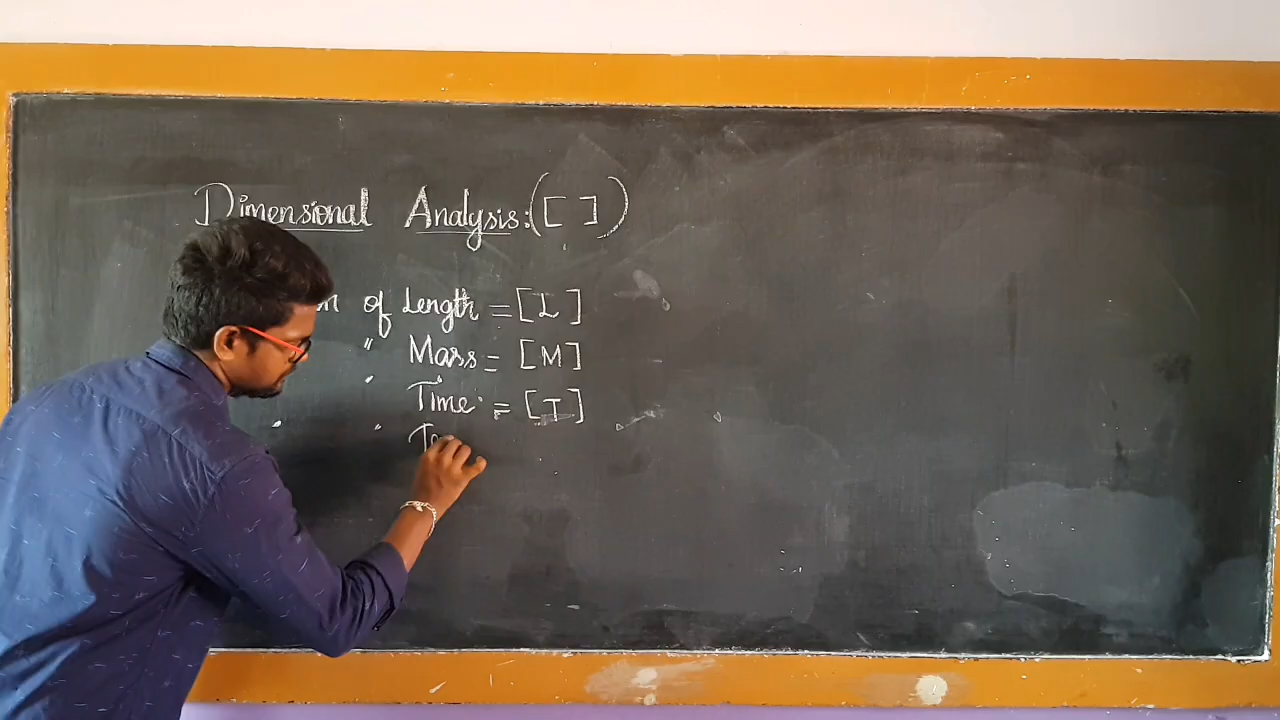 Dimensional Analysis: ([ ])
of Length = [L]
" Mass = [M]
" Time = [T]
"